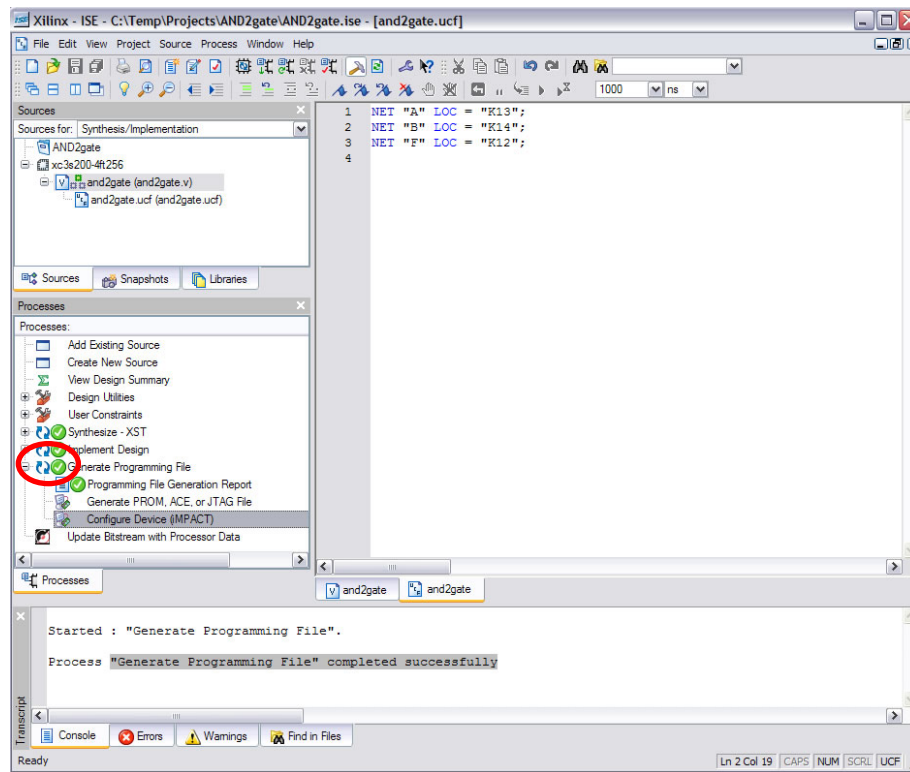 Xilinx - ISE - C:\Temp\Projects\AND2gate\AND2gate.ise - [and2gate.ucf]
File Edit View Project Source Process Window Help
1000 ns
Sources
Sources for: Synthesis/Implementation
AND2gate
xc3s200-4ft256
and2gate (and2gate.v)
and2gate.ucf (and2gate.ucf)
Sources Snapshots Libraries
Processes
Processes:
Add Existing Source
Create New Source
View Design Summary
Design Utilities
User Constraints
Synthesize - XST
Implement Design
Generate Programming File
Programming File Generation Report
Generate PROM, ACE, or JTAG File
Configure Device (iMPACT)
Update Bitstream with Processor Data
Processes
1 NET "A" LOC = "K13";
2 NET "B" LOC = "K14";
3 NET "F" LOC = "K12";
4
and2gate and2gate
Started : "Generate Programming File".
Process "Generate Programming File" completed successfully
Transcript
Console Errors Warnings Find in Files
Ready Ln 2 Col 19 CAPS NUM SCRL UCF